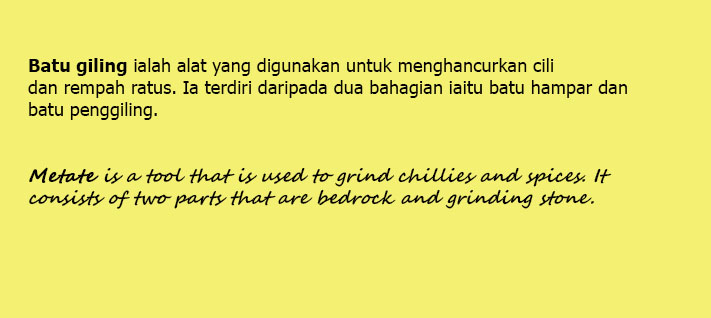 Batu giling ialah alat yang digunakan untuk menghancurkan cili
dan rempah ratus. Ia terdiri daripada dua bahagian iaitu batu hampar dan
batu penggiling.
Metate is a tool that is used to grind chillies and spices. It
consists of two parts that are bedrock and grinding stone.